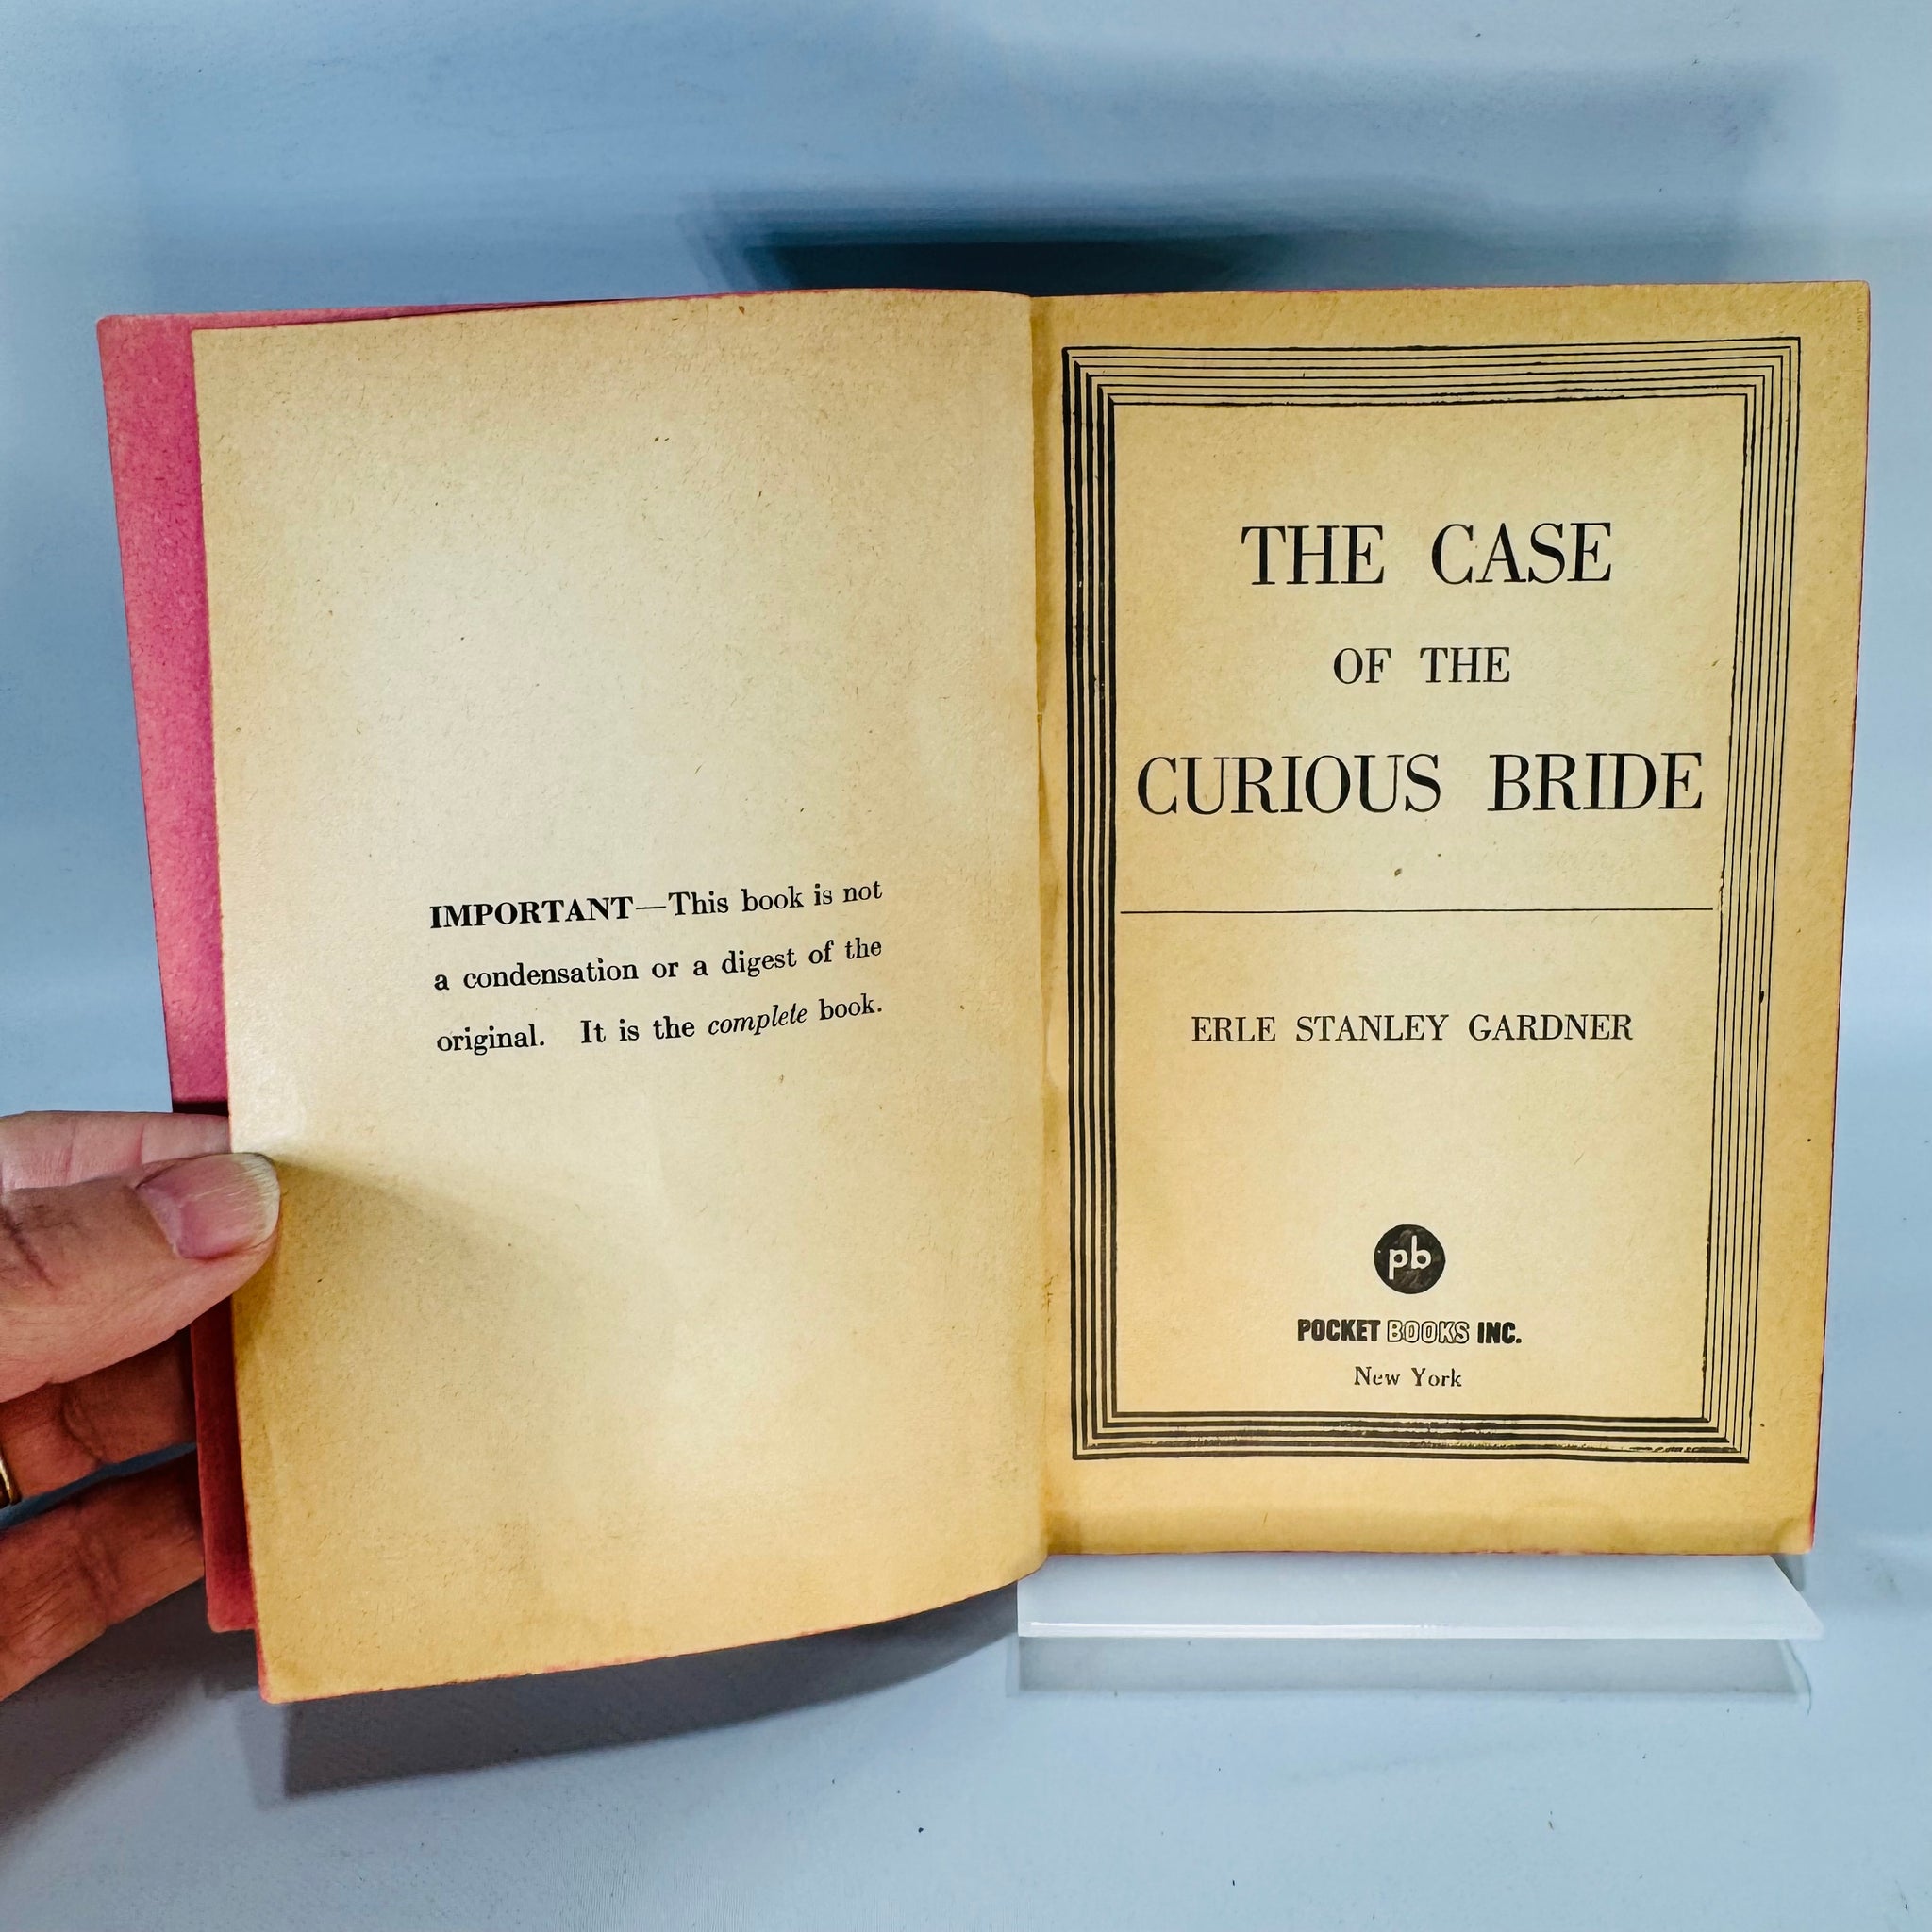 IMPORTANT—This book is not
a condensation or a digest of the
original. It is the complete book.
THE CASE
OF THE
CURIOUS BRIDE
ERLE STANLEY GARDNER
pb
POCKET BOOKS INC.
New York